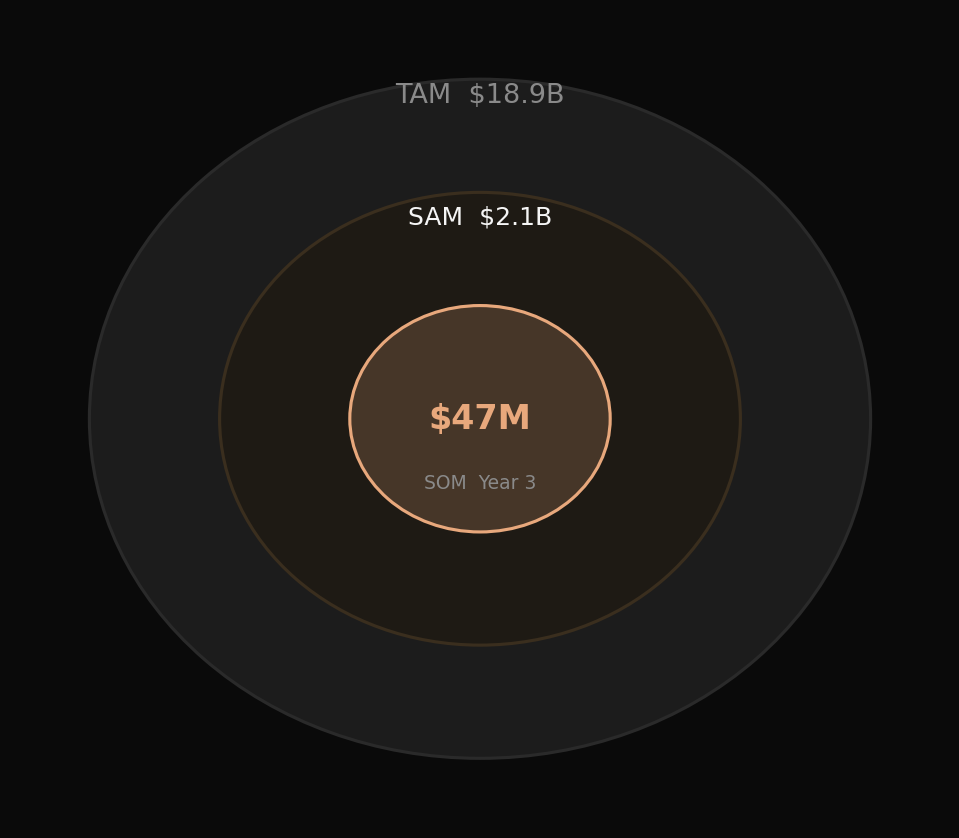 TAM $18.9B
SAM $2.1B
$47M
SOM Year 3